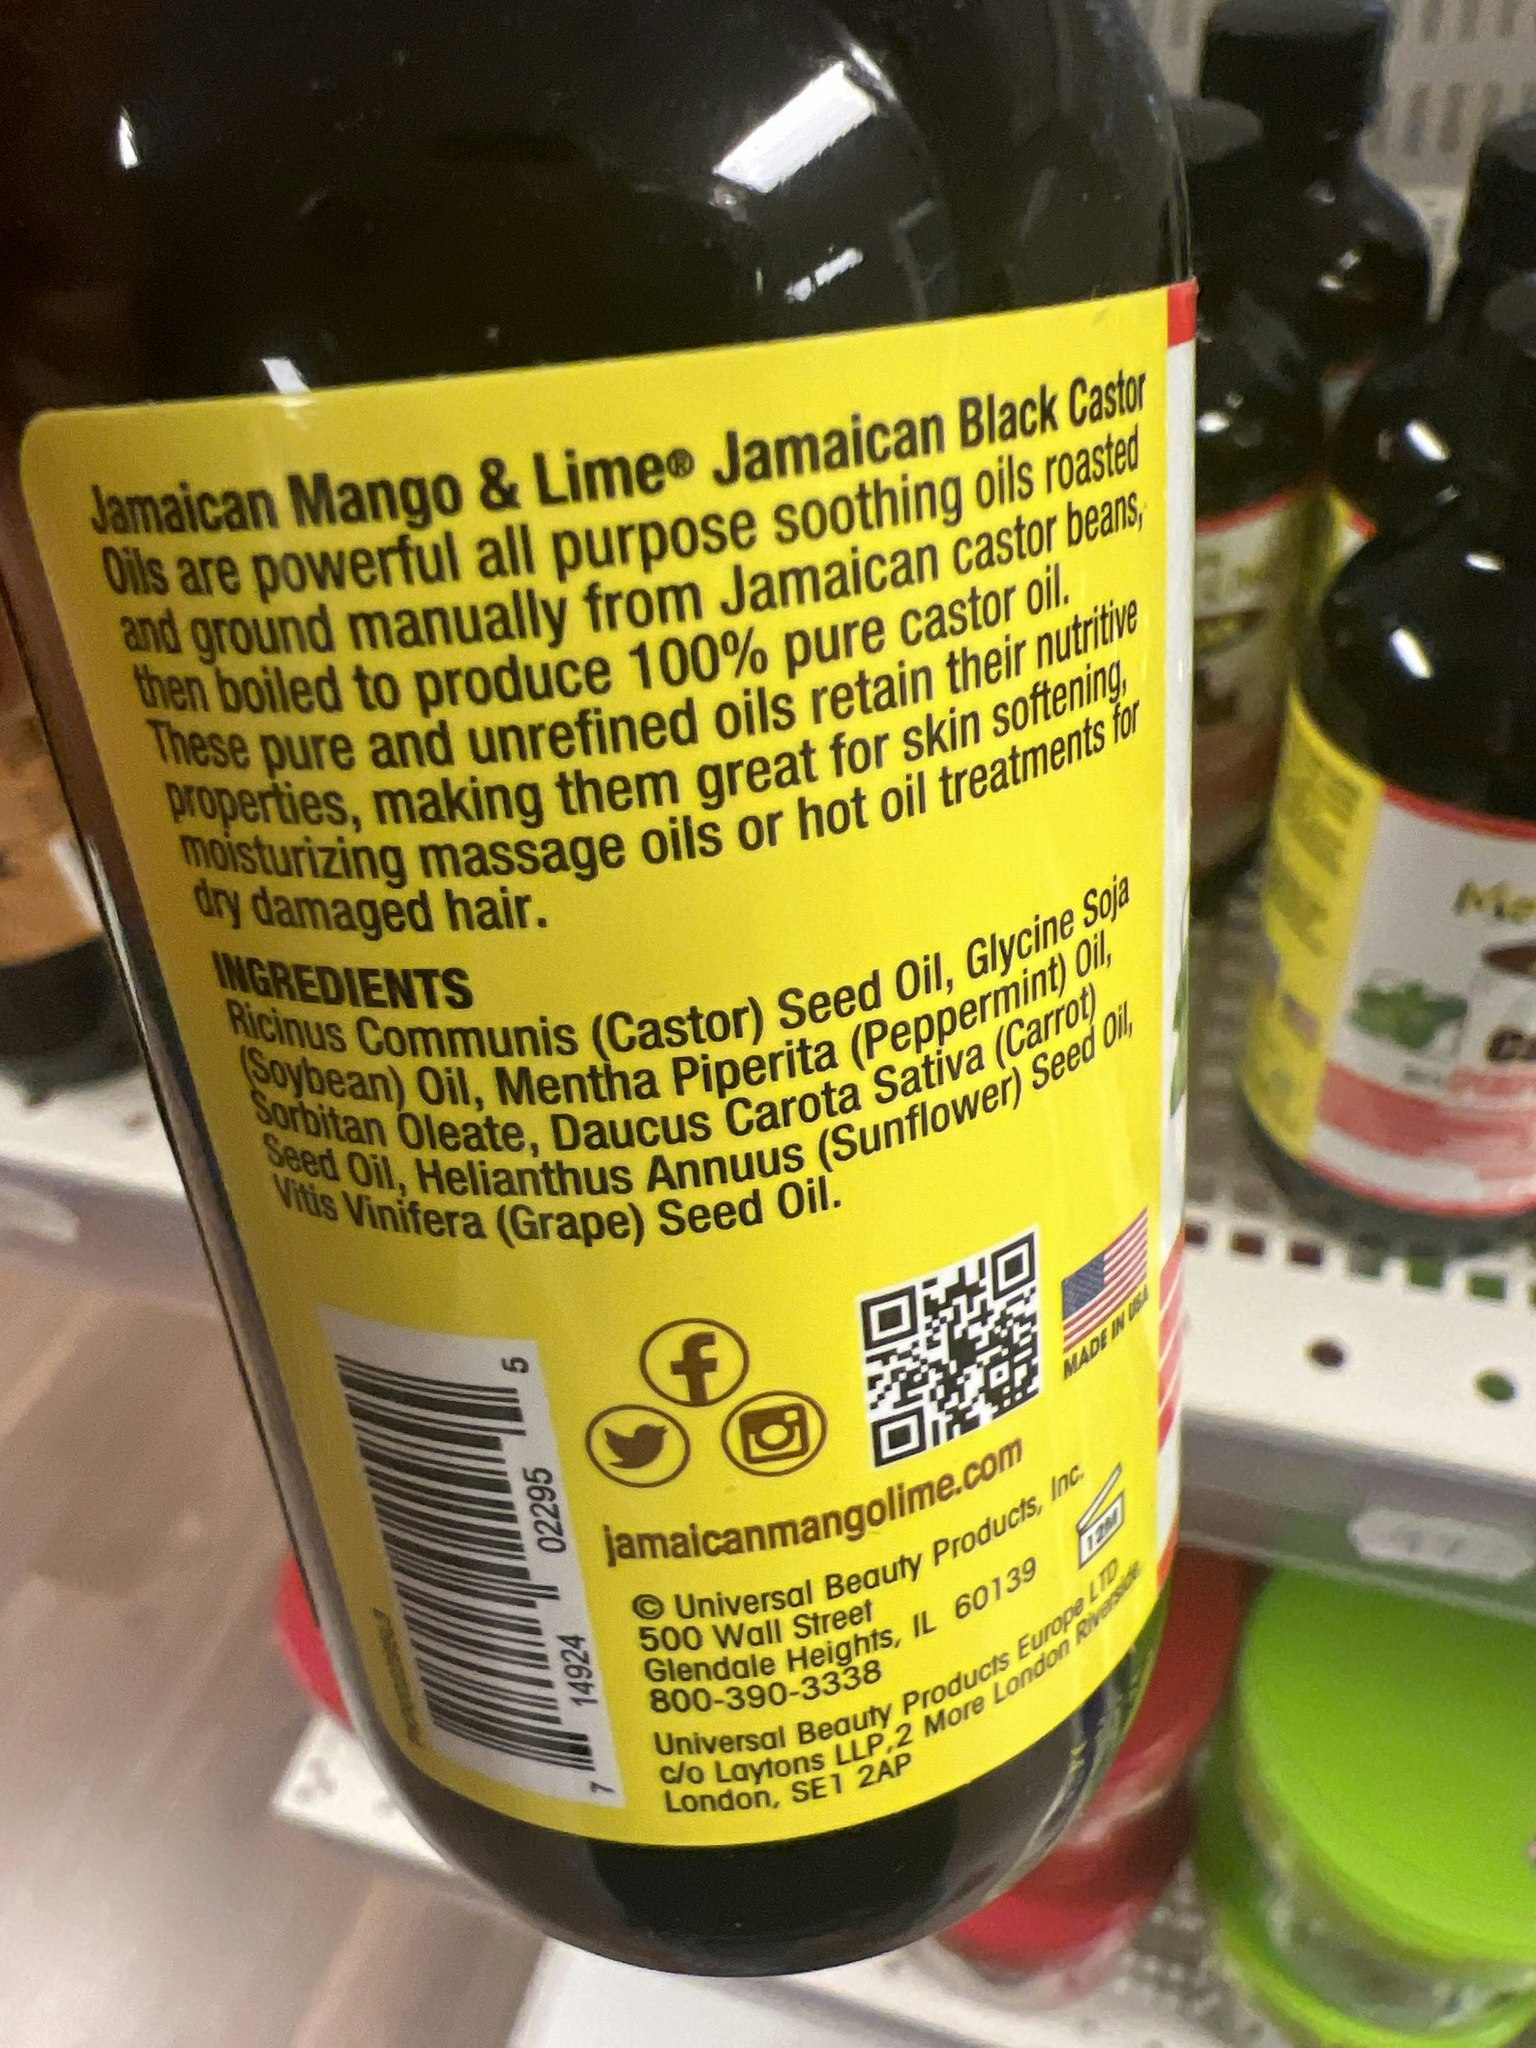 Jamaican Mango & Lime® Jamaican Black Castor
Oils are powerful all purpose soothing oils roasted
and ground manually from Jamaican castor beans,
then boiled to produce 100% pure castor oil.
These pure and unrefined oils retain their nutritive
properties, making them great for skin softening,
moisturizing massage oils or hot oil treatments for
dry damaged hair.
INGREDIENTS
Ricinus Communis (Castor) Seed Oil, Glycine Soja
(Soybean) Oil, Mentha Piperita (Peppermint) Oil,
Sorbitan Oleate, Daucus Carota Sativa (Carrot)
Seed Oil, Helianthus Annuus (Sunflower) Seed Oil,
Vitis Vinifera (Grape) Seed Oil.
MADE IN USA
7 14924 02295 5
jamaicanmangolime.com
12M
© Universal Beauty Products, Inc.
500 Wall Street
Glendale Heights, IL 60139
800-390-3338
Universal Beauty Products Europe LTD
c/o Laytons LLP,2 More London Riverside
London, SE1 2AP